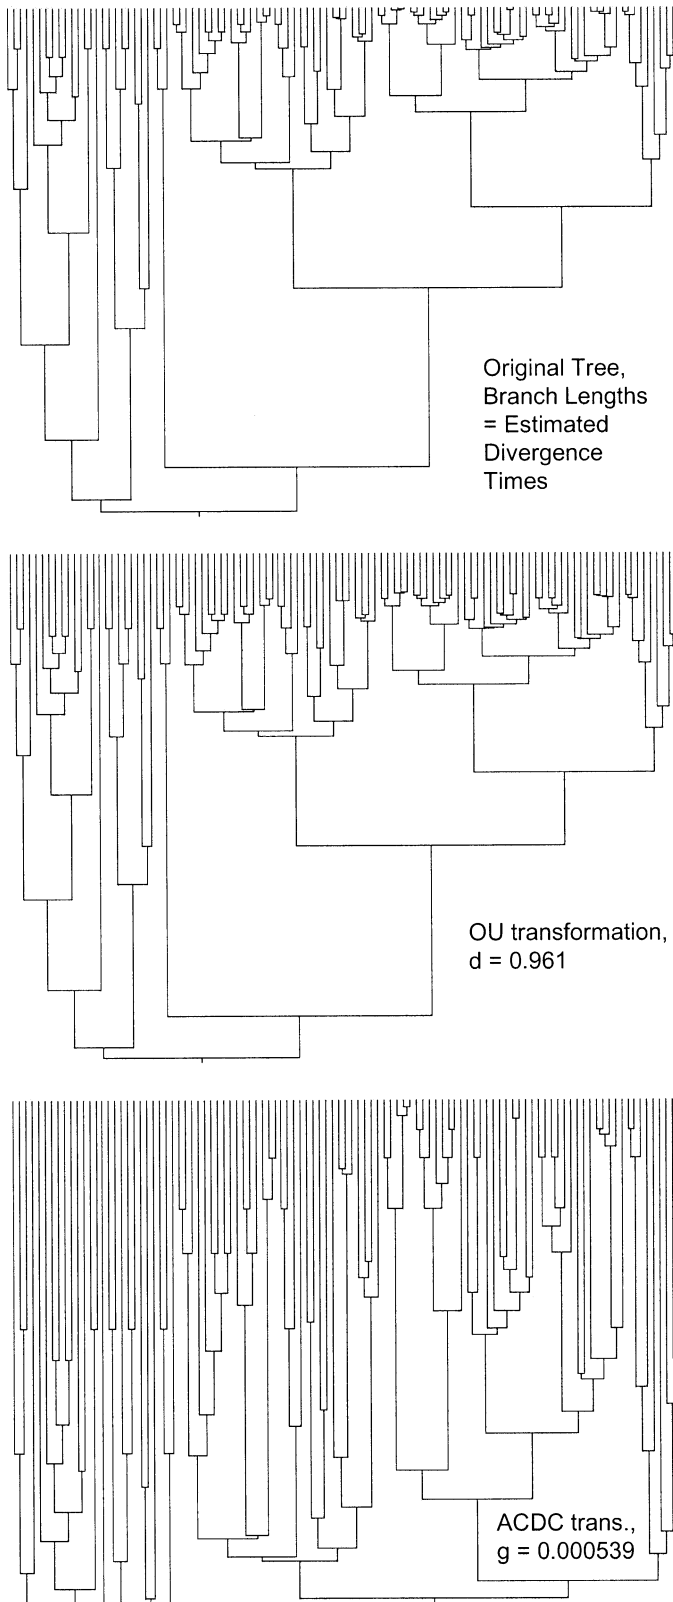 Original Tree,
Branch Lengths
= Estimated
Divergence
Times
OU transformation,
d = 0.961
ACDC trans.,
g = 0.000539